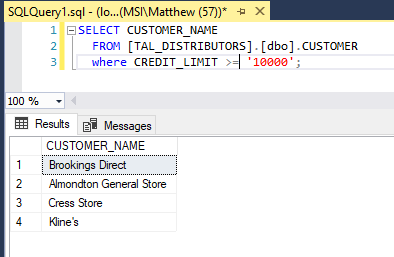 SQLQuery1.sql - (lo...(MSI\Matthew (57))*
1 SELECT CUSTOMER_NAME
2 FROM [TAL_DISTRIBUTORS].[dbo].CUSTOMER
3 where CREDIT_LIMIT >= '10000';
100 %
Results Messages
CUSTOMER_NAME
1 Brookings Direct
2 Almondton General Store
3 Cress Store
4 Kline's